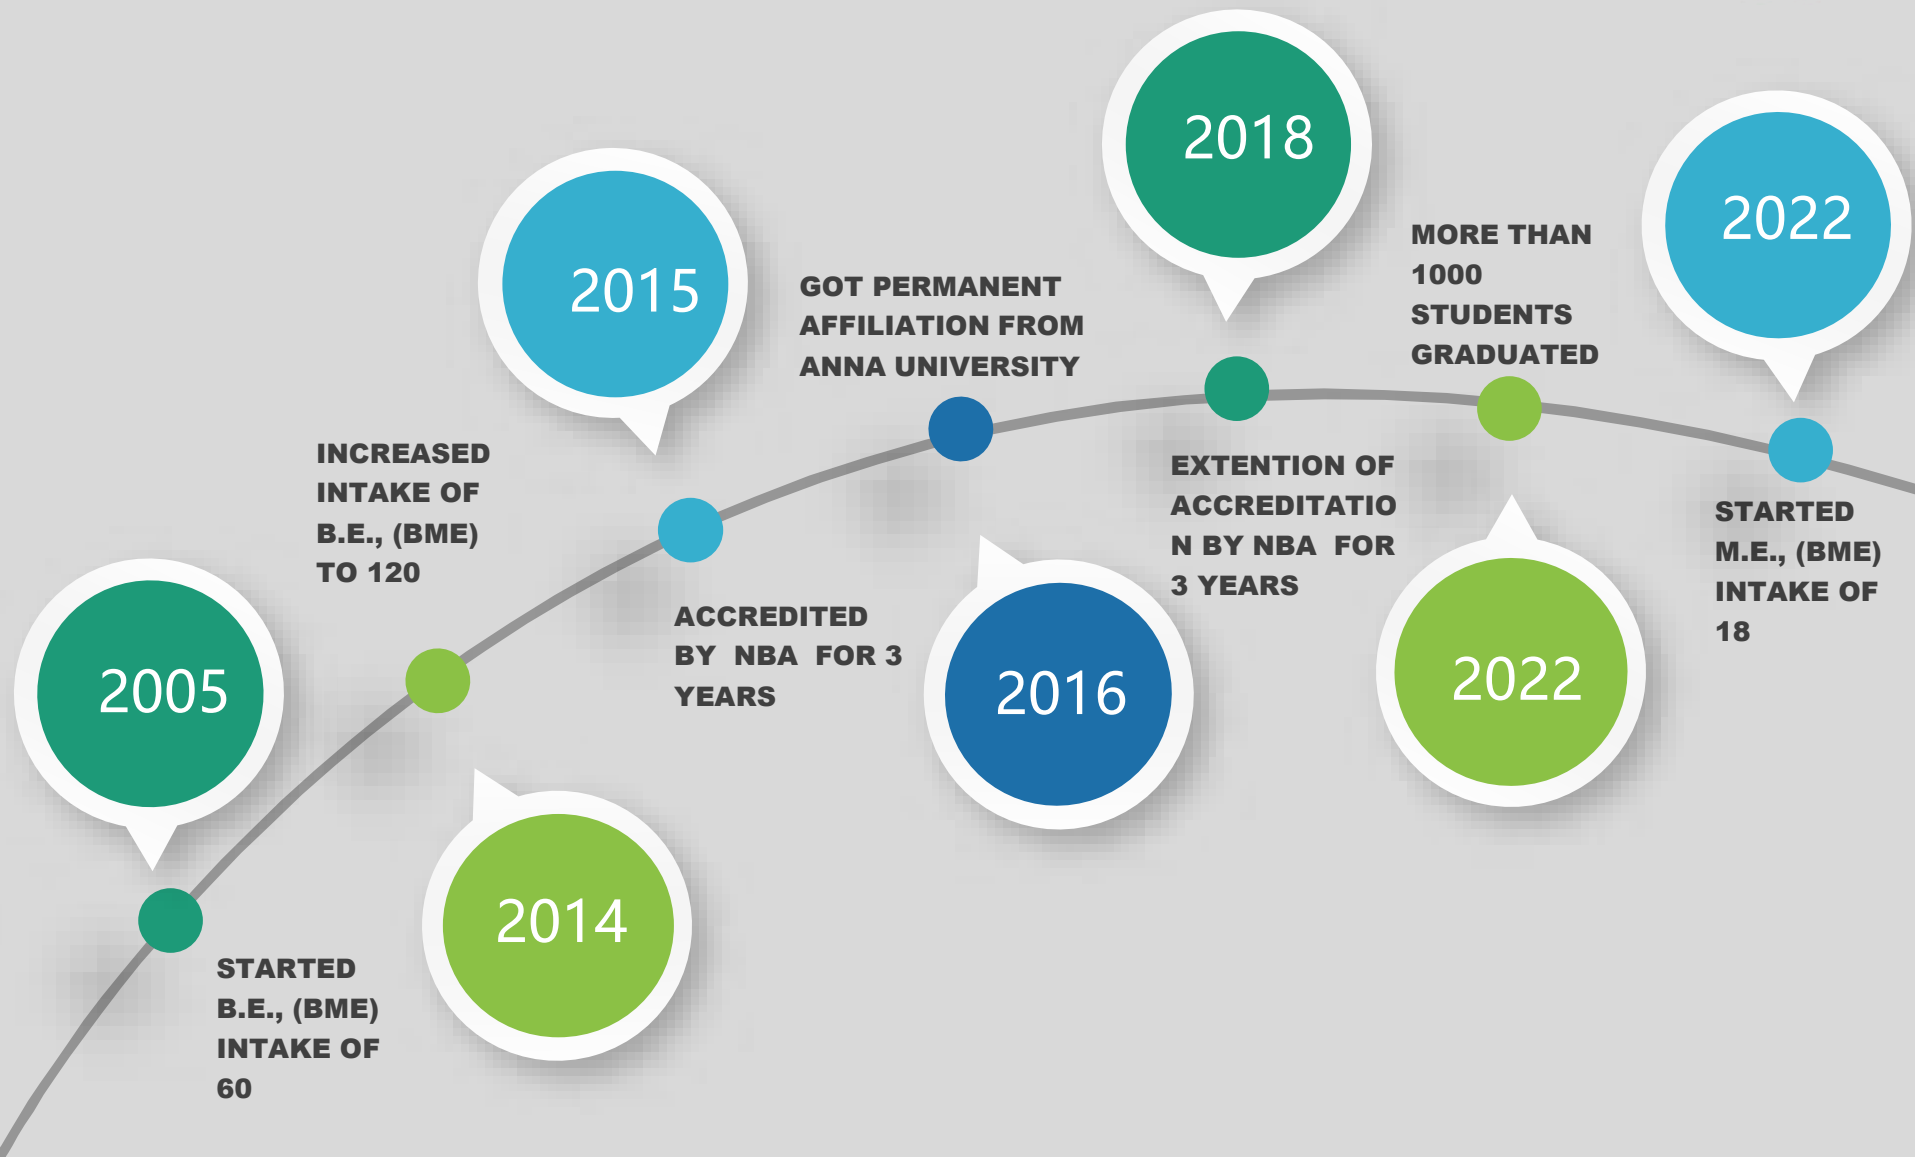 2005
STARTED
B.E., (BME)
INTAKE OF
60
INCREASED
INTAKE OF
B.E., (BME)
TO 120
2014
2015
ACCREDITED
BY  NBA  FOR 3
YEARS
GOT PERMANENT
AFFILIATION FROM
ANNA UNIVERSITY
2016
2018
EXTENTION OF
ACCREDITATIO
N BY NBA  FOR
3 YEARS
MORE THAN
1000
STUDENTS
GRADUATED
2022
2022
STARTED
M.E., (BME)
INTAKE OF
18